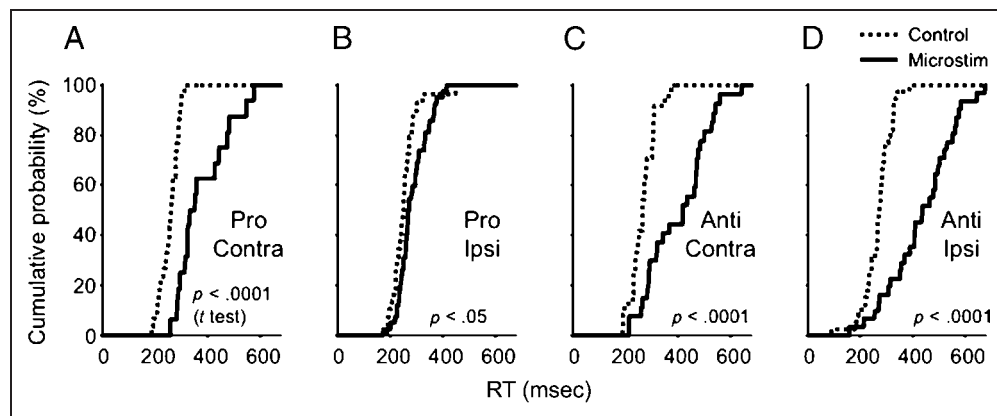 A
B
C
D
Control
Microstim
Cumulative probability (%)
100
80
60
40
20
0
Pro
Contra
p < .0001
(t test)
Pro
Ipsi
p < .05
Anti
Contra
p < .0001
Anti
Ipsi
p < .0001
0 200 400 600
0 200 400 600
0 200 400 600
0 200 400 600
RT (msec)